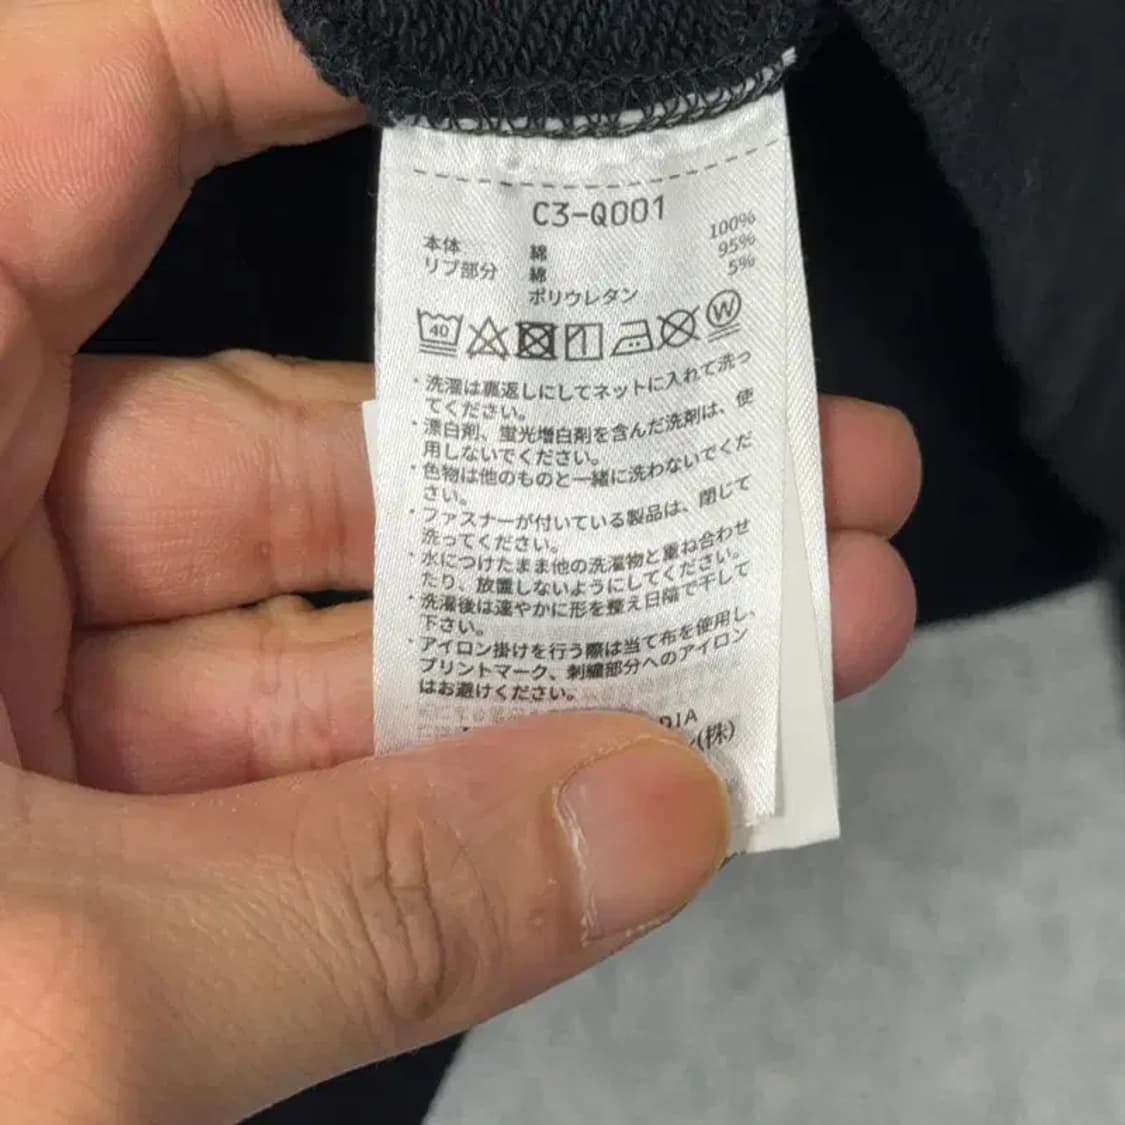 C3-Q001
本体 綿 100%
リブ部分 綿 95%
ポリウレタン 5%
40 W
・洗濯は裏返しにしてネットに入れて洗っ
てください。
・漂白剤、蛍光増白剤を含んだ洗剤は、使
用しないでください。
・色物は他のものと一緒に洗わないでくだ
さい。
・ファスナーが付いている製品は、閉じて
洗ってください。
・水につけたまま他の洗濯物と重ね合わせ
たり、放置しないようにしてください。
・洗濯後は速やかに形を整え日陰で干して
下さい。
・アイロン掛けを行う際は当て布を使用し、
プリントマーク、刺繍部分へのアイロン
はお避けください。
DIA
(株)